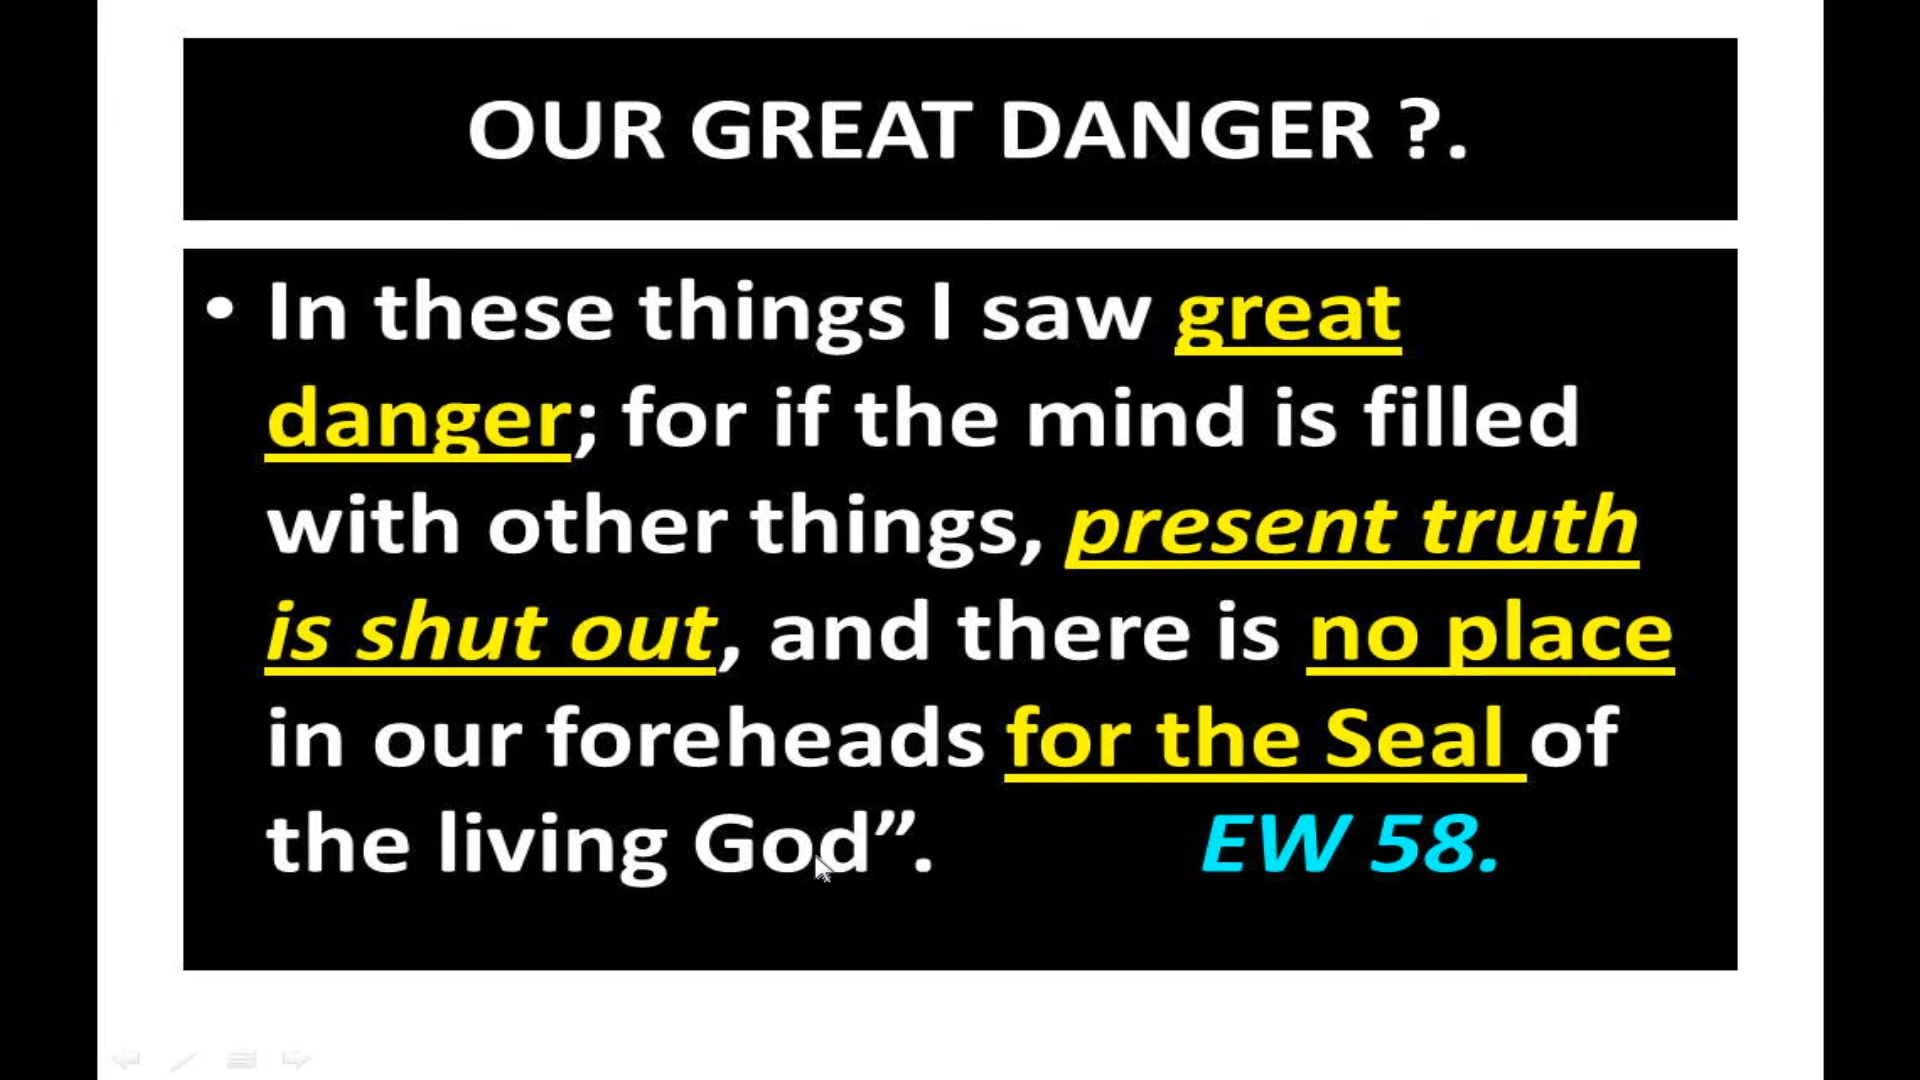 OUR GREAT DANGER ?.
• In these things I saw great
danger; for if the mind is filled
with other things, present truth
is shut out, and there is no place
in our foreheads for the Seal of
the living God”. EW 58.